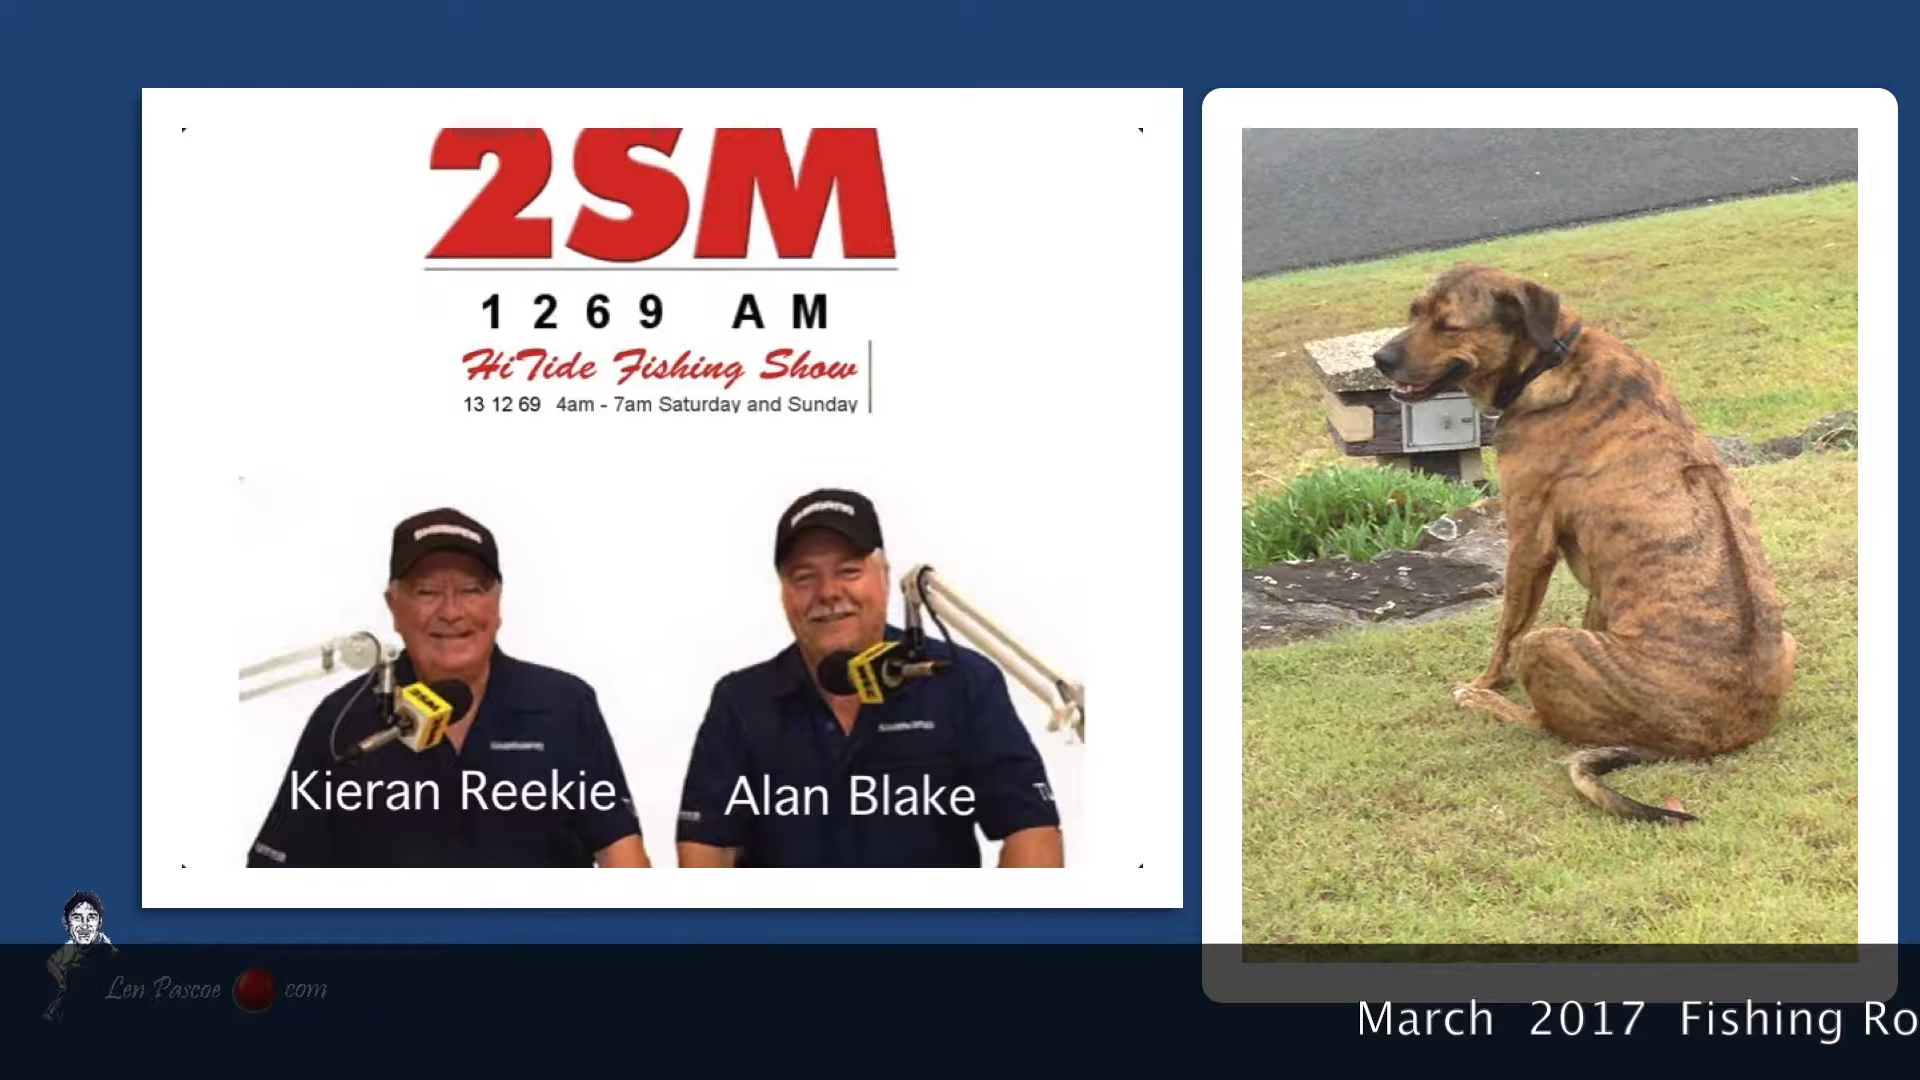 2SM
1269 AM
HiTide Fishing Show
13 12 69 4am - 7am Saturday and Sunday
2SM
Kieran Reekie
Alan Blake
Len Pascoe com
March 2017 Fishing Ro